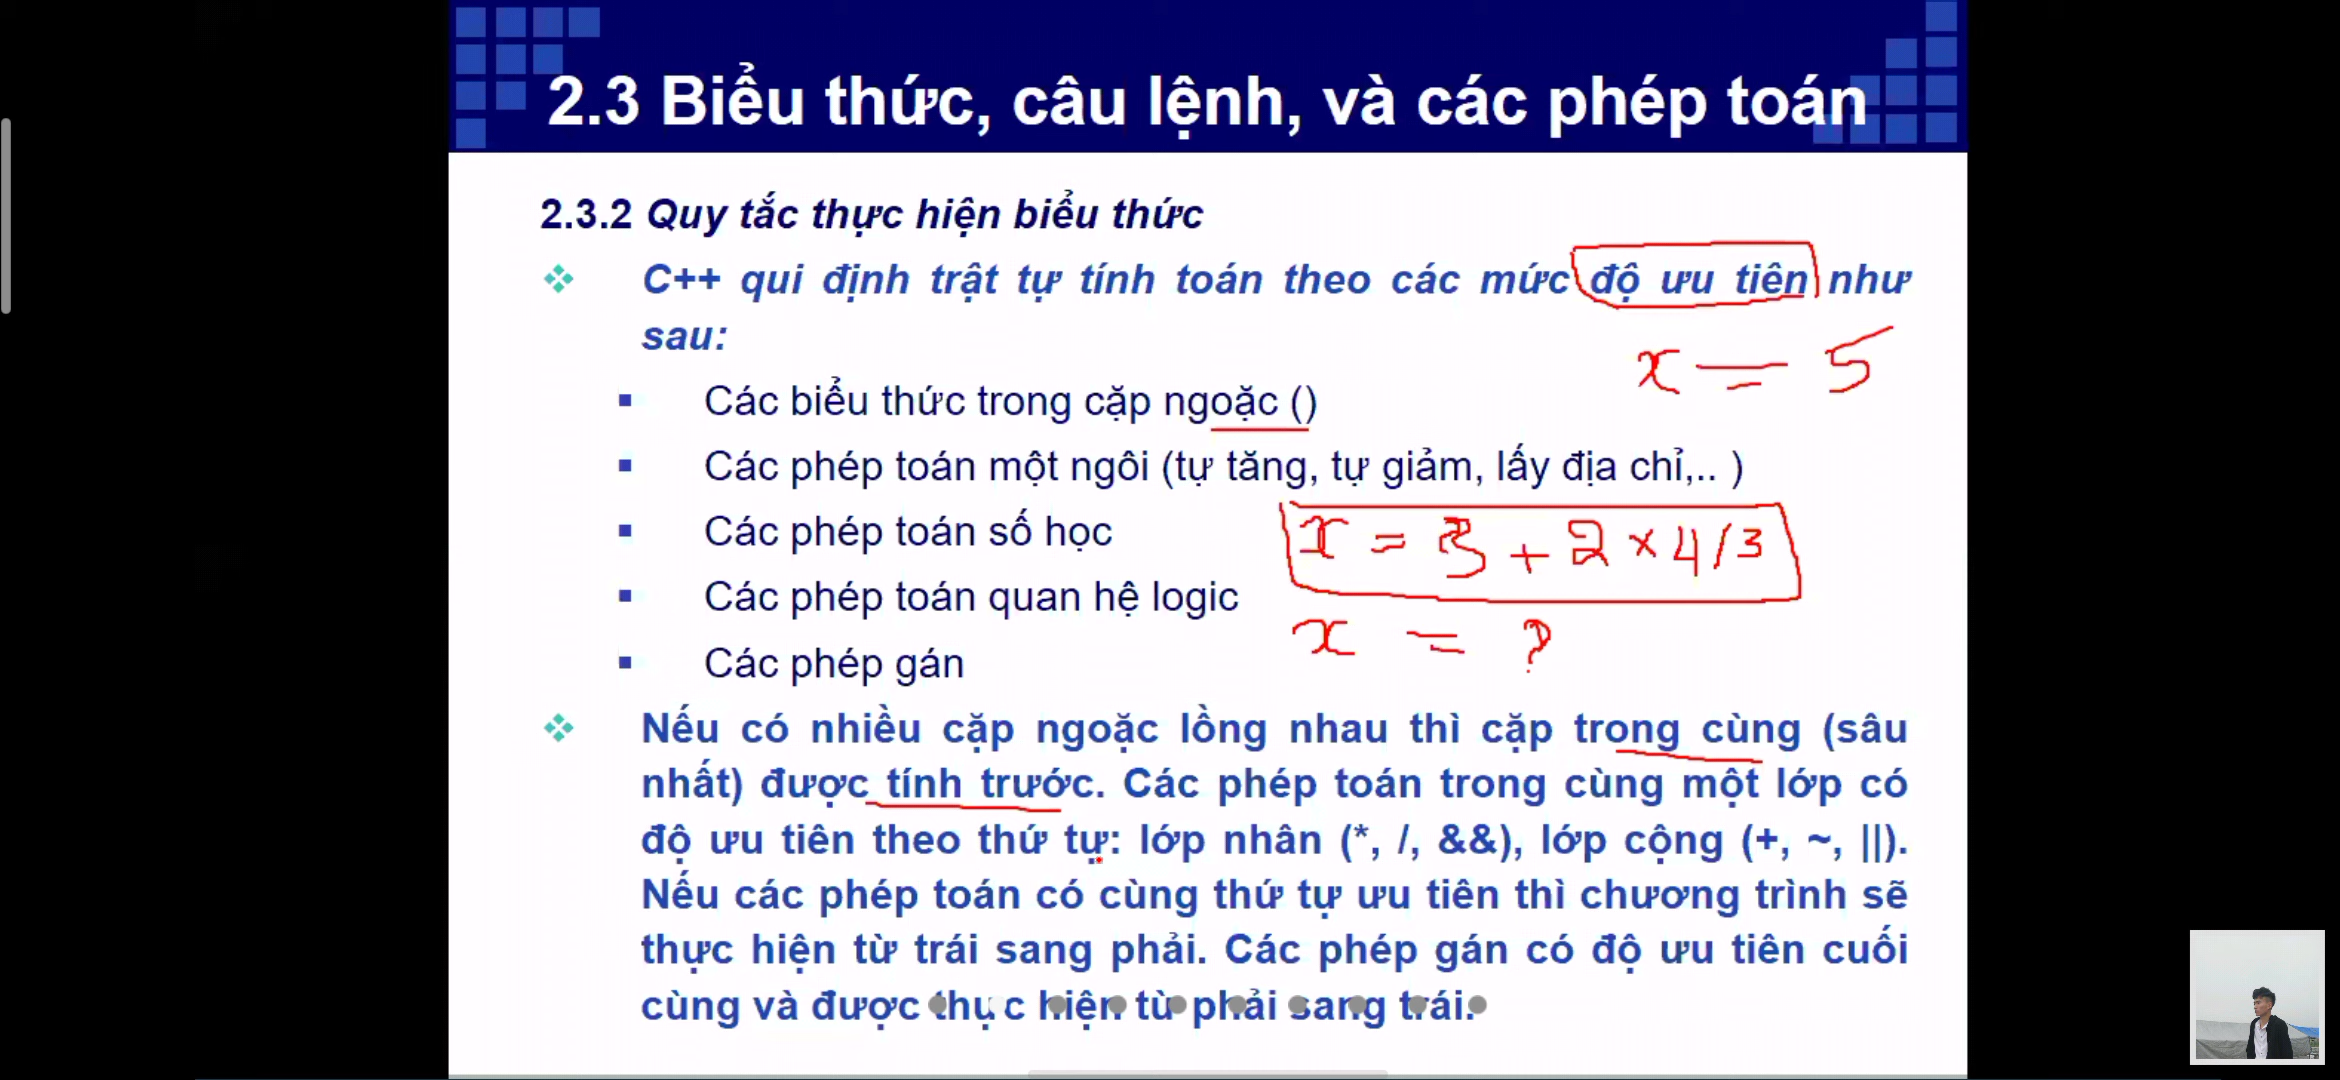 2.3 Biểu thức, câu lệnh, và các phép toán
2.3.2 Quy tắc thực hiện biểu thức
C++ qui định trật tự tính toán theo các mức độ ưu tiên như
sau:
x = 5
Các biểu thức trong cặp ngoặc ()
Các phép toán một ngôi (tự tăng, tự giảm, lấy địa chỉ,.. )
Các phép toán số học
x = 3 + 2 × 4 / 3
Các phép toán quan hệ logic
x = ?
Các phép gán
Nếu có nhiều cặp ngoặc lồng nhau thì cặp trong cùng (sâu
nhất) được tính trước. Các phép toán trong cùng một lớp có
độ ưu tiên theo thứ tự: lớp nhân (*, /, &&), lớp cộng (+, ~, ||).
Nếu các phép toán có cùng thứ tự ưu tiên thì chương trình sẽ
thực hiện từ trái sang phải. Các phép gán có độ ưu tiên cuối
cùng và được thực hiện từ phải sang trái.